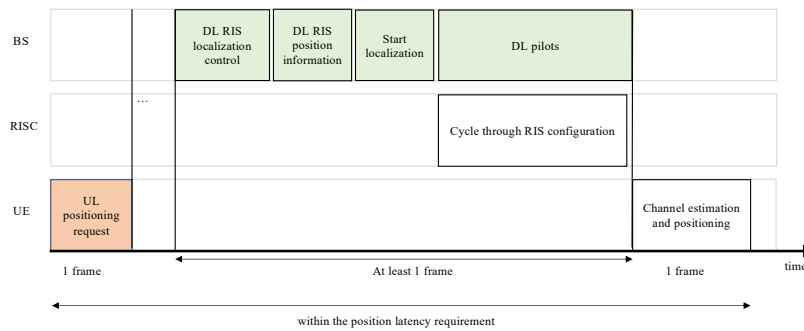 BS
DL RIS
localization
control
DL RIS
position
information
Start
localization
DL pilots
...
RISC
Cycle through RIS configuration
UE
UL
positioning
request
Channel estimation
and positioning
1 frame
At least 1 frame
1 frame
time
within the position latency requirement